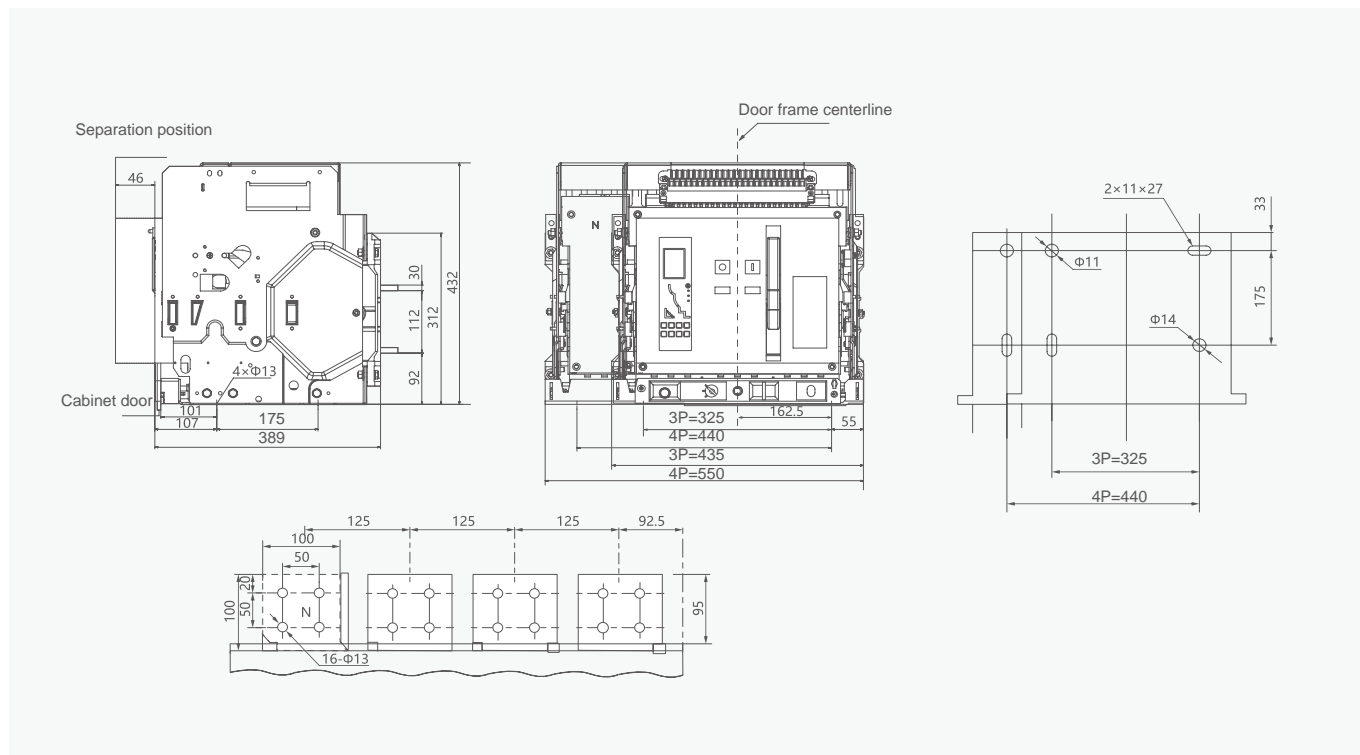 Door frame centerline
Separation position
46
30
112
312
432
92
4×Φ13
Cabinet door
101
107
175
389
N
162.5
3P=325
55
4P=440
3P=435
4P=550
2×11×27
33
Φ11
175
Φ14
3P=325
4P=440
125
125
125
92.5
100
50
20
100
50
N
95
16-Φ13